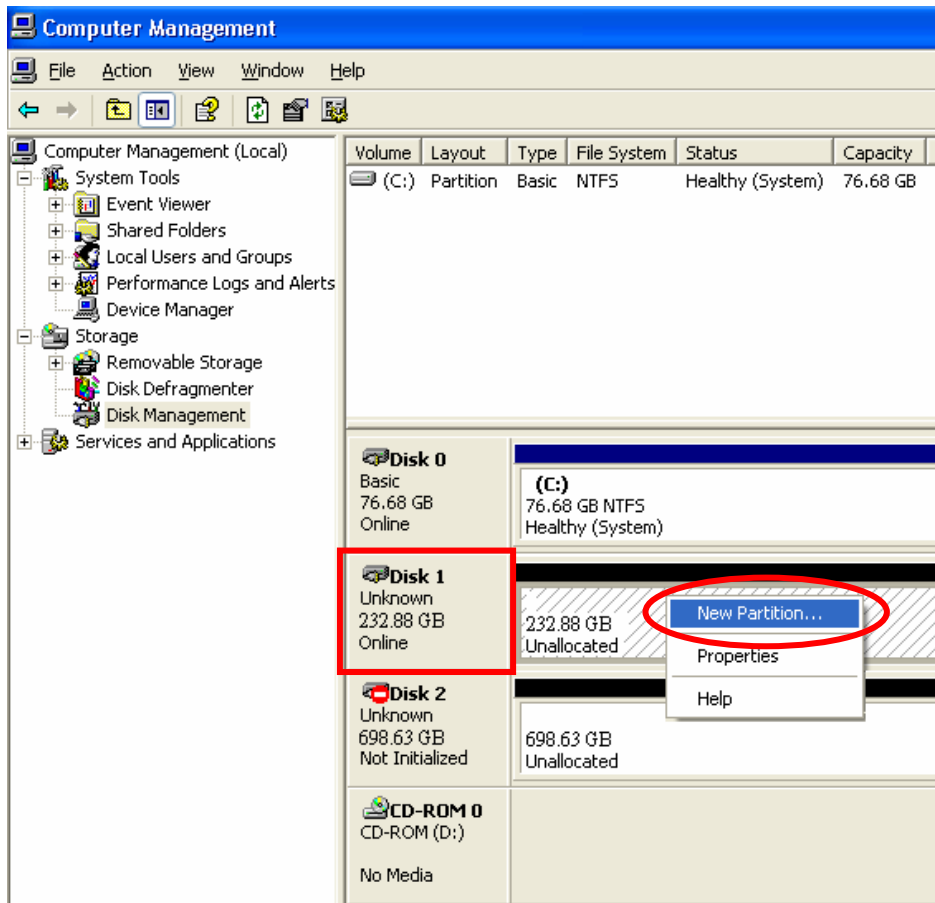 Computer Management
File Action View Window Help
Computer Management (Local)
System Tools
Event Viewer
Shared Folders
Local Users and Groups
Performance Logs and Alerts
Device Manager
Storage
Removable Storage
Disk Defragmenter
Disk Management
Services and Applications
Volume Layout Type File System Status Capacity
(C:) Partition Basic NTFS Healthy (System) 76.68 GB
Disk 0
Basic
76.68 GB
Online
(C:)
76.68 GB NTFS
Healthy (System)
Disk 1
Unknown
232.88 GB
Online
232.88 GB
Unallocated
New Partition...
Properties
Help
Disk 2
Unknown
698.63 GB
Not Initialized
698.63 GB
Unallocated
CD-ROM 0
CD-ROM (D:)
No Media